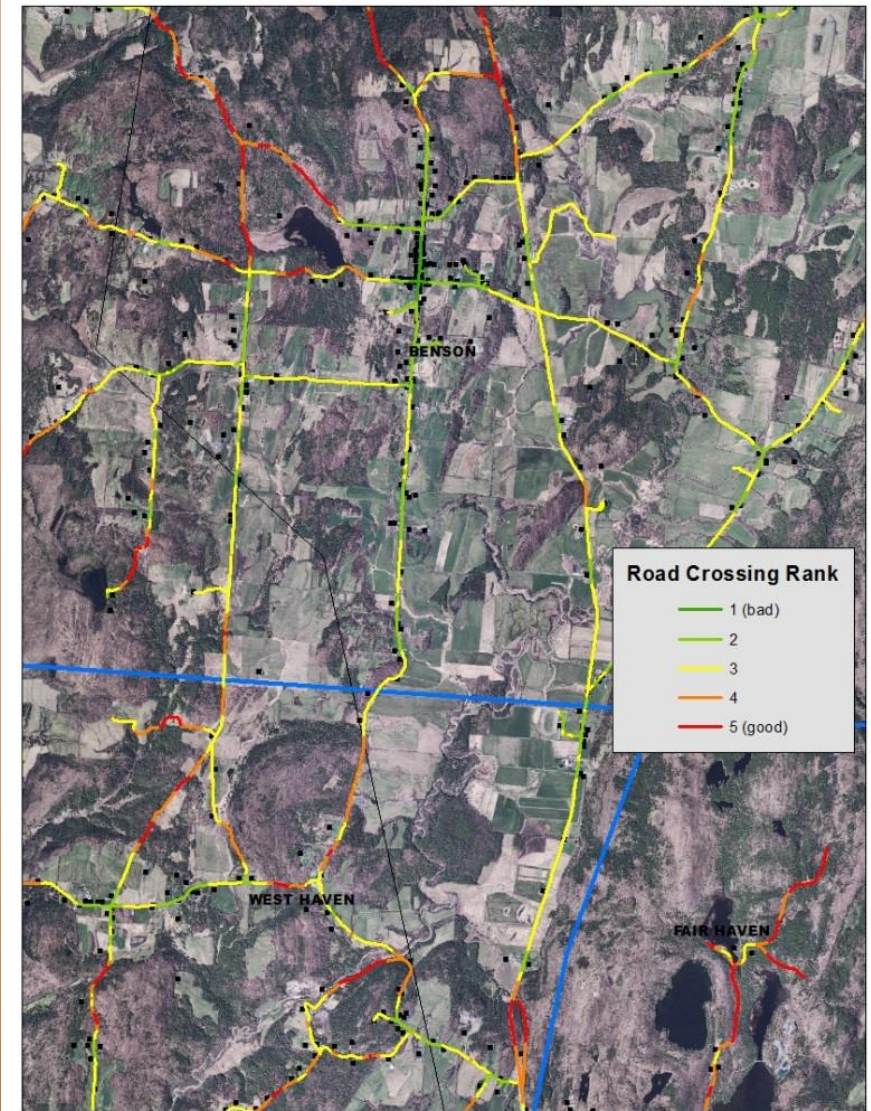 BENSON
Road Crossing Rank
1 (bad)
2
3
4
5 (good)
WEST HAVEN
FAIR HAVEN